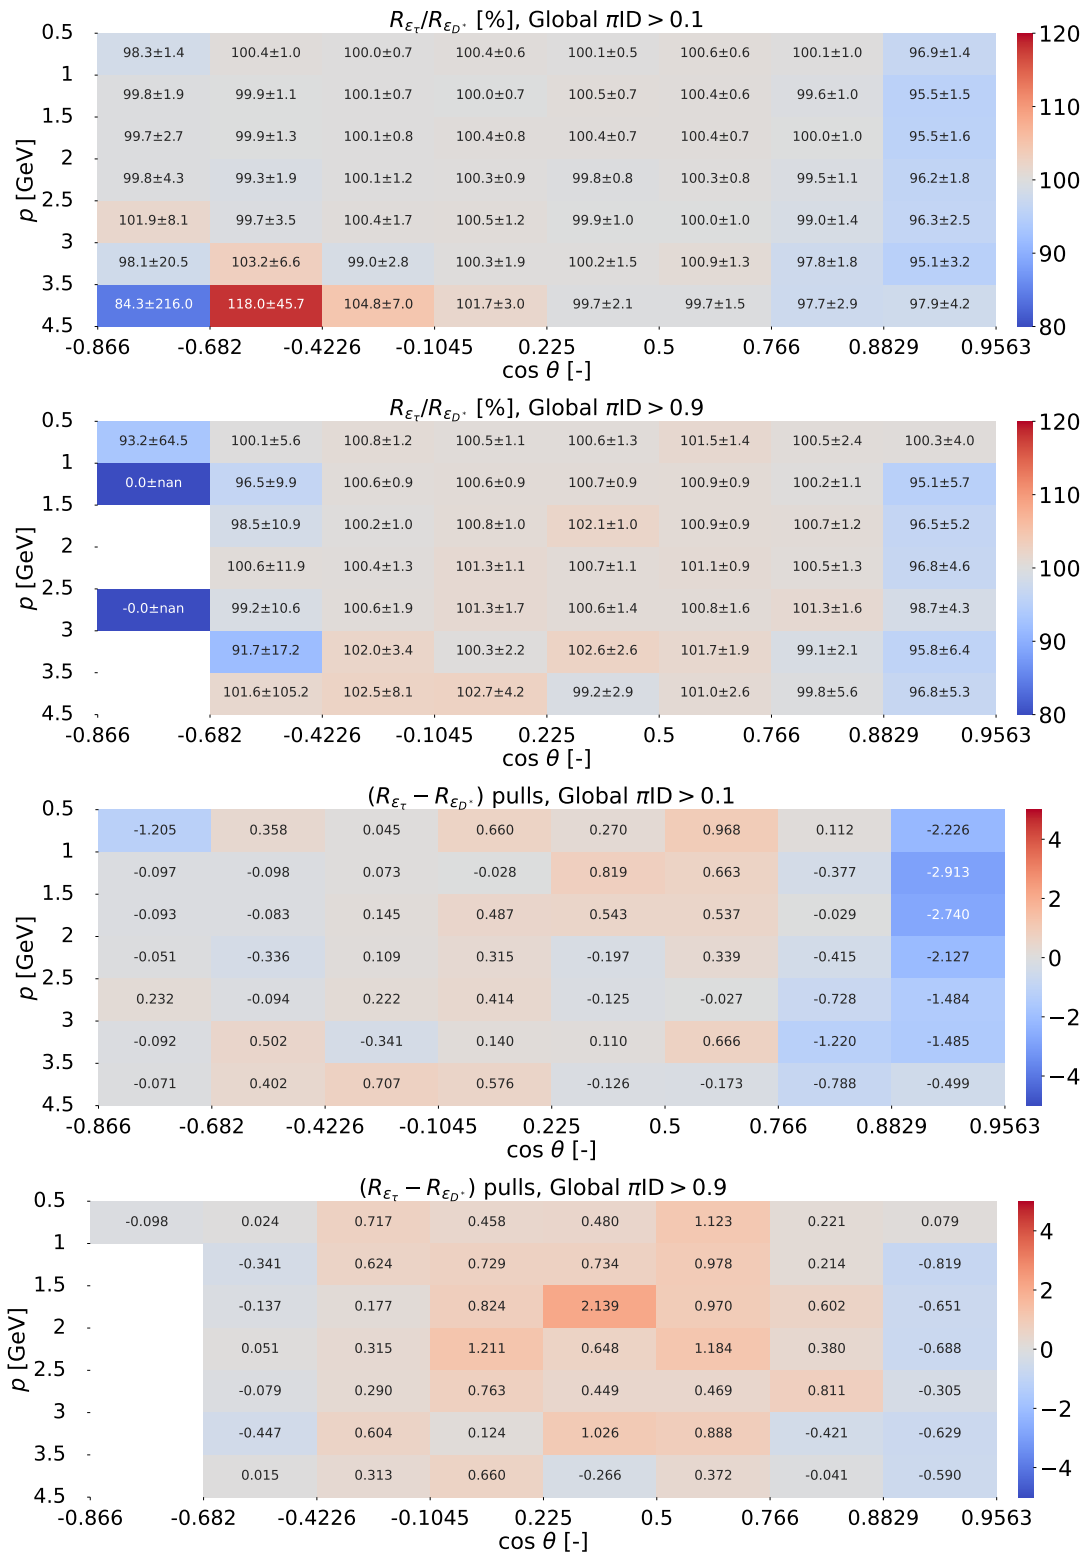 R_{ε_τ}/R_{ε_{D*}} [%], Global πID > 0.1
0.5 98.3±1.4 100.4±1.0 100.0±0.7 100.4±0.6 100.1±0.5 100.6±0.6 100.1±1.0 96.9±1.4 120
1 99.8±1.9 99.9±1.1 100.1±0.7 100.0±0.7 100.5±0.7 100.4±0.6 99.6±1.0 95.5±1.5 110
1.5 99.7±2.7 99.9±1.3 100.1±0.8 100.4±0.8 100.4±0.7 100.4±0.7 100.0±1.0 95.5±1.6
2 99.8±4.3 99.3±1.9 100.1±1.2 100.3±0.9 99.8±0.8 100.3±0.8 99.5±1.1 96.2±1.8 100
2.5 101.9±8.1 99.7±3.5 100.4±1.7 100.5±1.2 99.9±1.0 100.0±1.0 99.0±1.4 96.3±2.5
3 98.1±20.5 103.2±6.6 99.0±2.8 100.3±1.9 100.2±1.5 100.9±1.3 97.8±1.8 95.1±3.2 90
3.5 84.3±216.0 118.0±45.7 104.8±7.0 101.7±3.0 99.7±2.1 99.7±1.5 97.7±2.9 97.9±4.2
4.5 80
p [GeV]
-0.866 -0.682 -0.4226 -0.1045 0.225 0.5 0.766 0.8829 0.9563
cos θ [-]
R_{ε_τ}/R_{ε_{D*}} [%], Global πID > 0.9
0.5 93.2±64.5 100.1±5.6 100.8±1.2 100.5±1.1 100.6±1.3 101.5±1.4 100.5±2.4 100.3±4.0 120
1 0.0±nan 96.5±9.9 100.6±0.9 100.6±0.9 100.7±0.9 100.9±0.9 100.2±1.1 95.1±5.7 110
1.5 98.5±10.9 100.2±1.0 100.8±1.0 102.1±1.0 100.9±0.9 100.7±1.2 96.5±5.2
2 100.6±11.9 100.4±1.3 101.3±1.1 100.7±1.1 101.1±0.9 100.5±1.3 96.8±4.6 100
2.5 -0.0±nan 99.2±10.6 100.6±1.9 101.3±1.7 100.6±1.4 100.8±1.6 101.3±1.6 98.7±4.3
3 91.7±17.2 102.0±3.4 100.3±2.2 102.6±2.6 101.7±1.9 99.1±2.1 95.8±6.4 90
3.5 101.6±105.2 102.5±8.1 102.7±4.2 99.2±2.9 101.0±2.6 99.8±5.6 96.8±5.3
4.5 80
p [GeV]
-0.866 -0.682 -0.4226 -0.1045 0.225 0.5 0.766 0.8829 0.9563
cos θ [-]
(R_{ε_τ} − R_{ε_{D*}}) pulls, Global πID > 0.1
0.5 -1.205 0.358 0.045 0.660 0.270 0.968 0.112 -2.226 4
1 -0.097 -0.098 0.073 -0.028 0.819 0.663 -0.377 -2.913 2
1.5 -0.093 -0.083 0.145 0.487 0.543 0.537 -0.029 -2.740
2 -0.051 -0.336 0.109 0.315 -0.197 0.339 -0.415 -2.127 0
2.5 0.232 -0.094 0.222 0.414 -0.125 -0.027 -0.728 -1.484
3 -0.092 0.502 -0.341 0.140 0.110 0.666 -1.220 -1.485 −2
3.5 -0.071 0.402 0.707 0.576 -0.126 -0.173 -0.788 -0.499 −4
4.5
p [GeV]
-0.866 -0.682 -0.4226 -0.1045 0.225 0.5 0.766 0.8829 0.9563
cos θ [-]
(R_{ε_τ} − R_{ε_{D*}}) pulls, Global πID > 0.9
0.5 -0.098 0.024 0.717 0.458 0.480 1.123 0.221 0.079 4
1 -0.341 0.624 0.729 0.734 0.978 0.214 -0.819 2
1.5 -0.137 0.177 0.824 2.139 0.970 0.602 -0.651
2 0.051 0.315 1.211 0.648 1.184 0.380 -0.688 0
2.5 -0.079 0.290 0.763 0.449 0.469 0.811 -0.305
3 -0.447 0.604 0.124 1.026 0.888 -0.421 -0.629 −2
3.5 0.015 0.313 0.660 -0.266 0.372 -0.041 -0.590 −4
4.5
p [GeV]
-0.866 -0.682 -0.4226 -0.1045 0.225 0.5 0.766 0.8829 0.9563
cos θ [-]